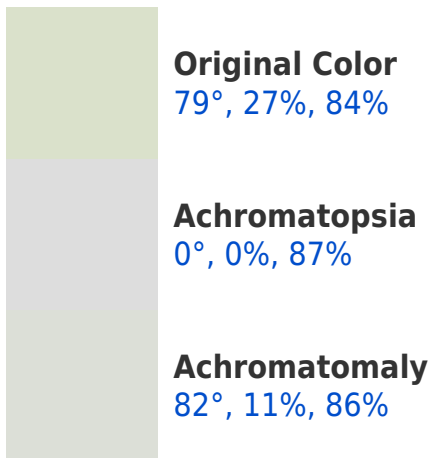 Original Color
79°, 27%, 84%
Achromatopsia
0°, 0%, 87%
Achromatomaly
82°, 11%, 86%